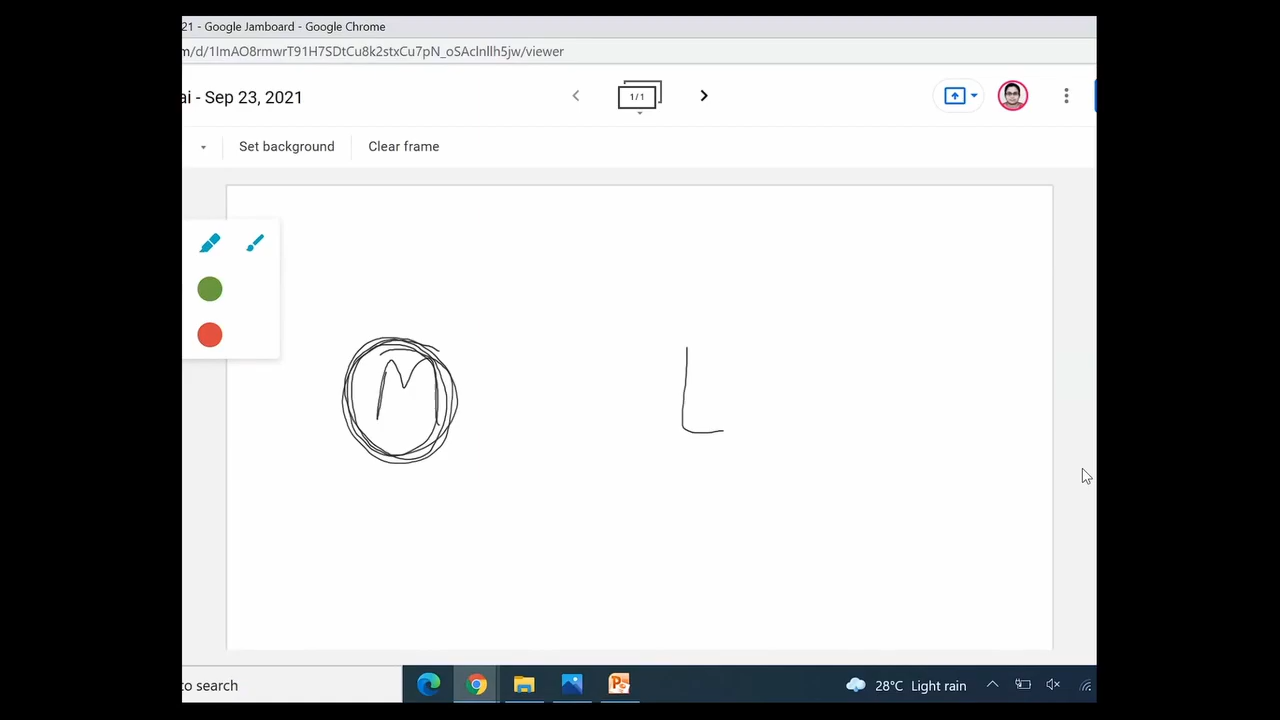 21 - Google Jamboard - Google Chrome
m/d/1ImAO8rmwrT91H7SDtCu8k2stxCu7pN_oSAclnllh5jw/viewer
ai - Sep 23, 2021
1/1
Set background
Clear frame
M
L
to search
28°C Light rain